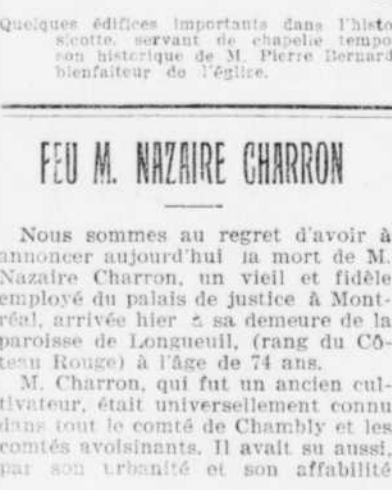 Quelques édifices importants dans l'histo
sicotte, servant de chapelle tempo
son historique de M. Pierre Bernard
bienfaiteur de l'église.
FEU M. NAZAIRE CHARRON
Nous sommes au regret d'avoir à
annoncer aujourd'hui la mort de M.
Nazaire Charron, un vieil et fidèle
employé du palais de justice à Mont-
réal, arrivée hier à sa demeure de la
paroisse de Longueuil, (rang du Cô-
teau Rouge) à l'âge de 74 ans.
M. Charron, qui fut un ancien cul-
tivateur, était universellement connu
dans tout le comté de Chambly et les
comtés avoisinants. Il avait su aussi,
par son urbanité et son affabilité